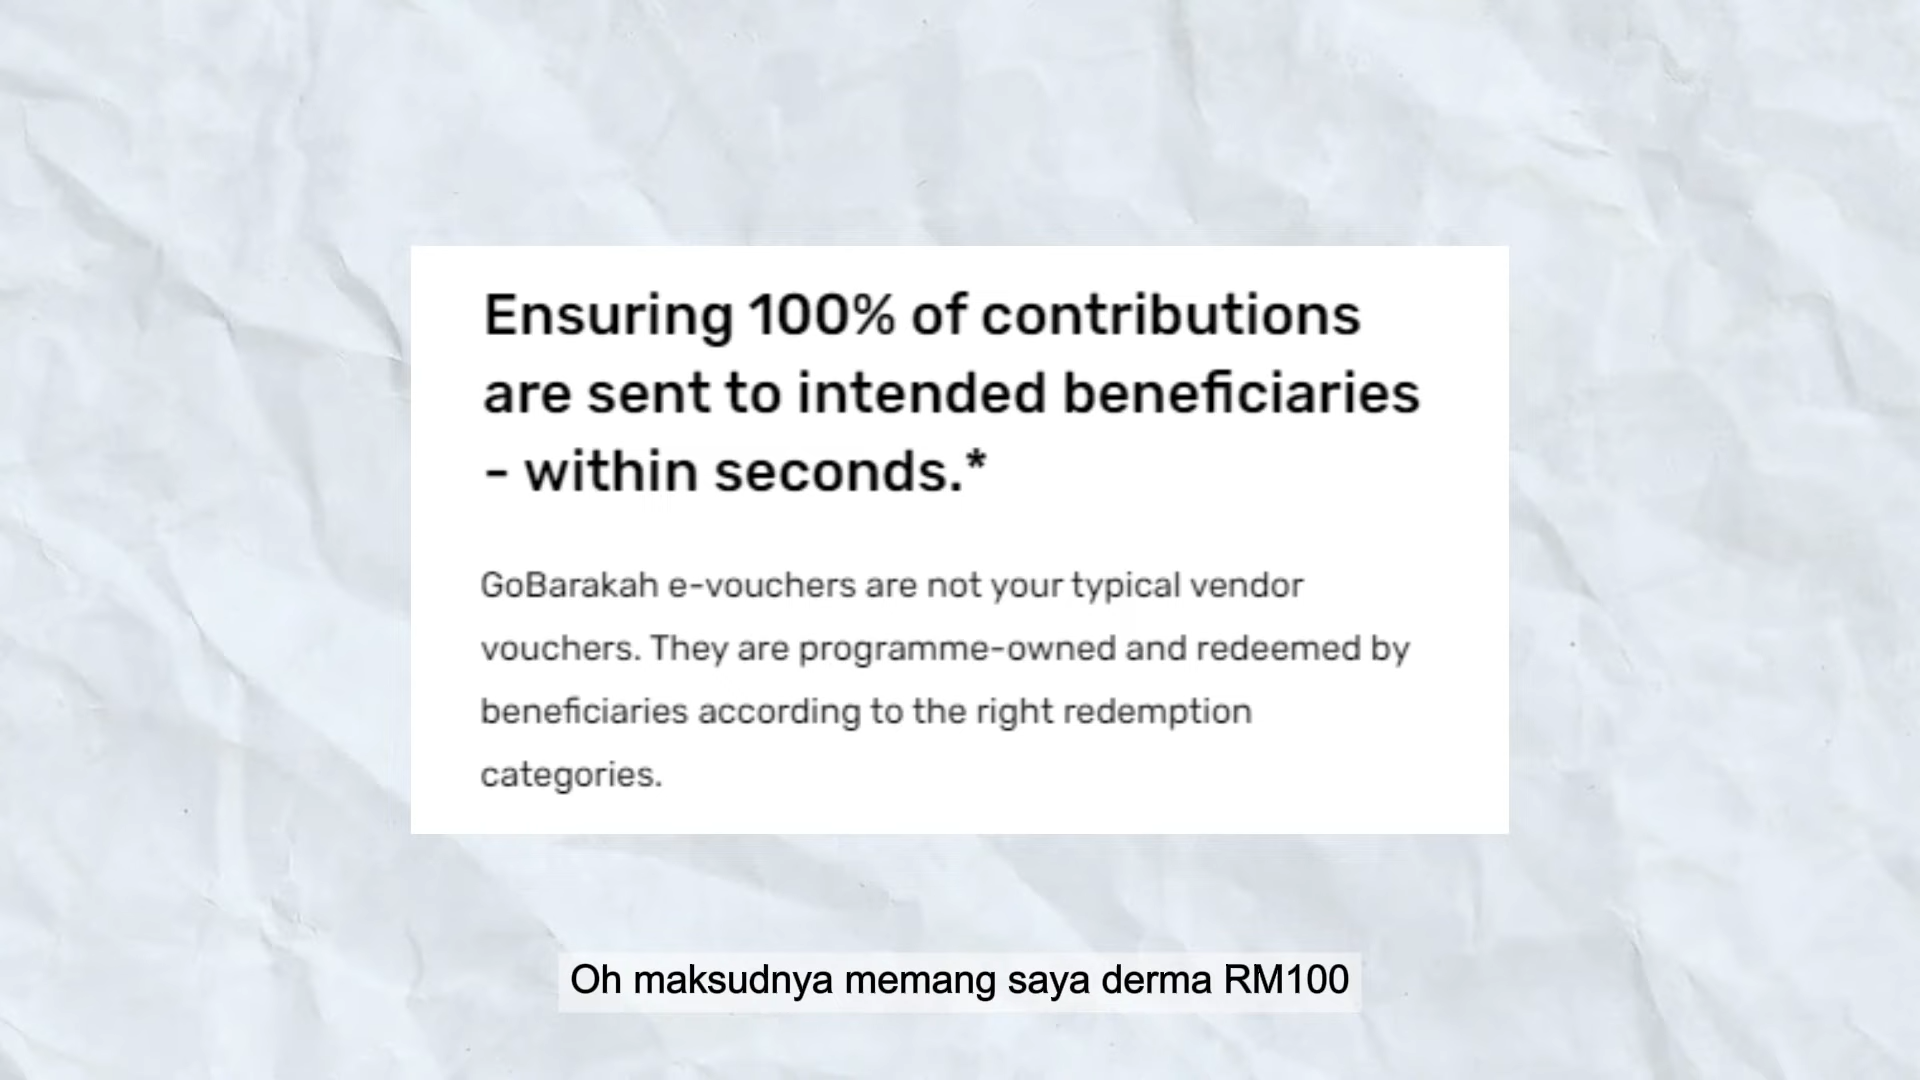 Ensuring 100% of contributions
are sent to intended beneficiaries
- within seconds.*
GoBarakah e-vouchers are not your typical vendor
vouchers. They are programme-owned and redeemed by
beneficiaries according to the right redemption
categories.
Oh maksudnya memang saya derma RM100